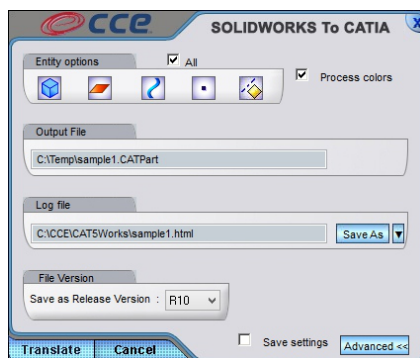 CCE
SOLIDWORKS To CATIA
X
Entity options
All
Process colors
Output File
C:\Temp\sample1.CATPart
Log file
C:\CCE\CAT5Works\sample1.html
Save As
File Version
Save as Release Version : R10
Save settings
Advanced <<
Translate
Cancel